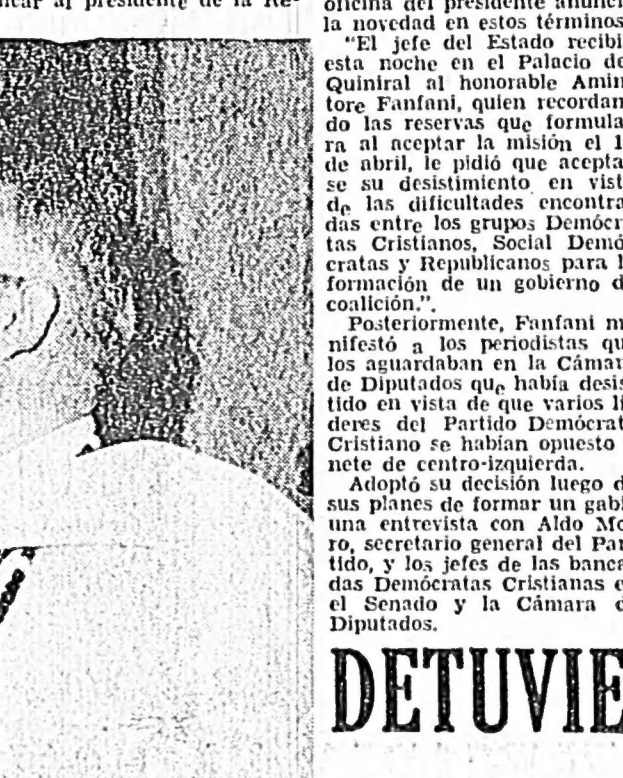 icar al presidente de la Re-
oficina del presidente anunci
la novedad en estos términos
"El jefe del Estado recibi
esta noche en el Palacio de
Quiniral al honorable Amin
tore Fanfani, quien recordan
do las reservas que formula
ra al aceptar la misión el 1
de abril, le pidió que acepta
se su desistimiento en vist
de las dificultades encontra
das entre los grupos Demócr
tas Cristianos, Social Demó
cratas y Republicanos para l
formación de un gobierno d
coalición.".
Posteriormente, Fanfani m
nifestó a los periodistas qu
los aguardaban en la Cámar
de Diputados que había desis
tido en vista de que varios lí
deres del Partido Demócrat
Cristiano se habían opuesto
nete de centro-izquierda.
Adoptó su decisión luego d
sus planes de formar un gabi
una entrevista con Aldo Mo
ro, secretario general del Par
tido, y los jefes de las banca
das Demócratas Cristianas e
el Senado y la Cámara d
Diputados.
DETUVIE